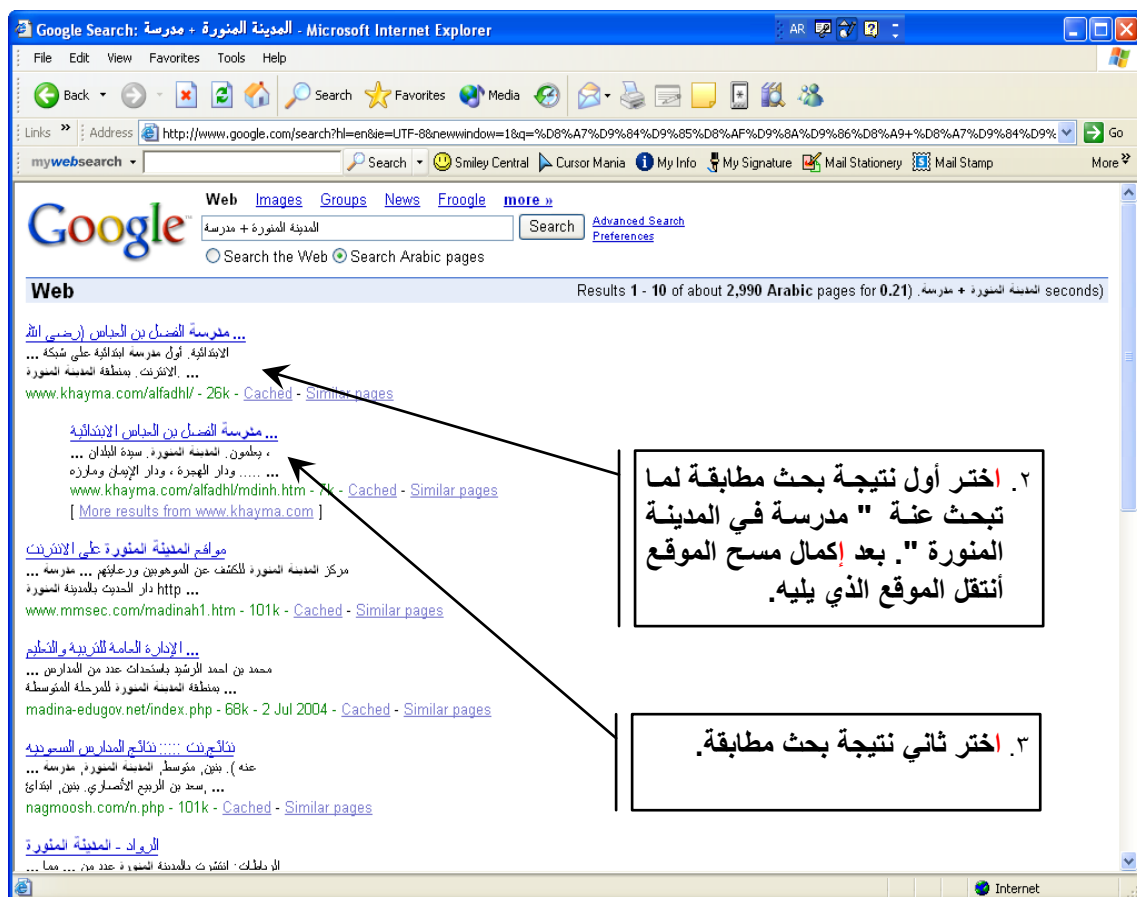 Google Search: المدينة المنورة + مدرسة - Microsoft Internet Explorer
AR
File Edit View Favorites Tools Help
Back Search Favorites Media
Links » Address http://www.google.com/search?hl=en&ie=UTF-8&newwindow=1&q=%D8%A7%D9%84%D9%85%D8%AF%D9%8A%D9%86%D8%A9+%D8%A7%D9%84%D9% Go
mywebsearch Search Smiley Central Cursor Mania My Info My Signature Mail Stationery Mail Stamp More »
Google™
Web Images Groups News Froogle more »
المدينة المنورة + مدرسة
Search
Advanced Search
Preferences
Search the Web Search Arabic pages
Web
Results 1 - 10 of about 2,990 Arabic pages for المدينة المنورة + مدرسة. (0.21 seconds)
مدرسة الفضل بن العباس (رضي الله ...
الابتدائية. أول مدرسة ابتدائية على شبكة ...
الانترنت. بمنطقة المدينة المنورة. ...
www.khayma.com/alfadhl/ - 26k - Cached - Similar pages
مدرسة الفضل بن العباس الابتدائية ...
، يعلمون. المدينة المنورة. سيدة البلدان ...
..... ودار الهجرة ، ودار الإيمان ومارزه ...
www.khayma.com/alfadhl/mdinh.htm - 7k - Cached - Similar pages
[ More results from www.khayma.com ]
مواقع المدينة المنورة على الانترنت
مركز المدينة المنورة للكشف عن الموهوبين ورعايتهم ... مدرسة ...
... http دار الحديث بالمدينة المنورة
www.mmsec.com/madinah1.htm - 101k - Cached - Similar pages
الإدارة العامة للتربية والتعليم ...
محمد بن احمد الرشيد باستحداث عدد من المدارس ...
بمنطقة المدينة المنورة للمرحلة المتوسطة ...
madina-edugov.net/index.php - 68k - 2 Jul 2004 - Cached - Similar pages
نتائج.نت ::::: نتائج المدارس السعوديه
عنه ). بنين, متوسط, المدينة المنورة, مدرسة ...
سعد بن الربيع الأنصاري. بنين, ابتدائ, ...
nagmoosh.com/n.php - 101k - Cached - Similar pages
الرواد - المدينة المنورة
الرباطات: انتشرت بالمدينة المنورة عدد من ... مما ...
٢. اختر أول نتيجة بحث مطابقة لما
تبحث عنة " مدرسة في المدينة
المنورة ". بعد إكمال مسح الموقع
أنتقل الموقع الذي يليه.
٣. اختر ثاني نتيجة بحث مطابقة.
Internet